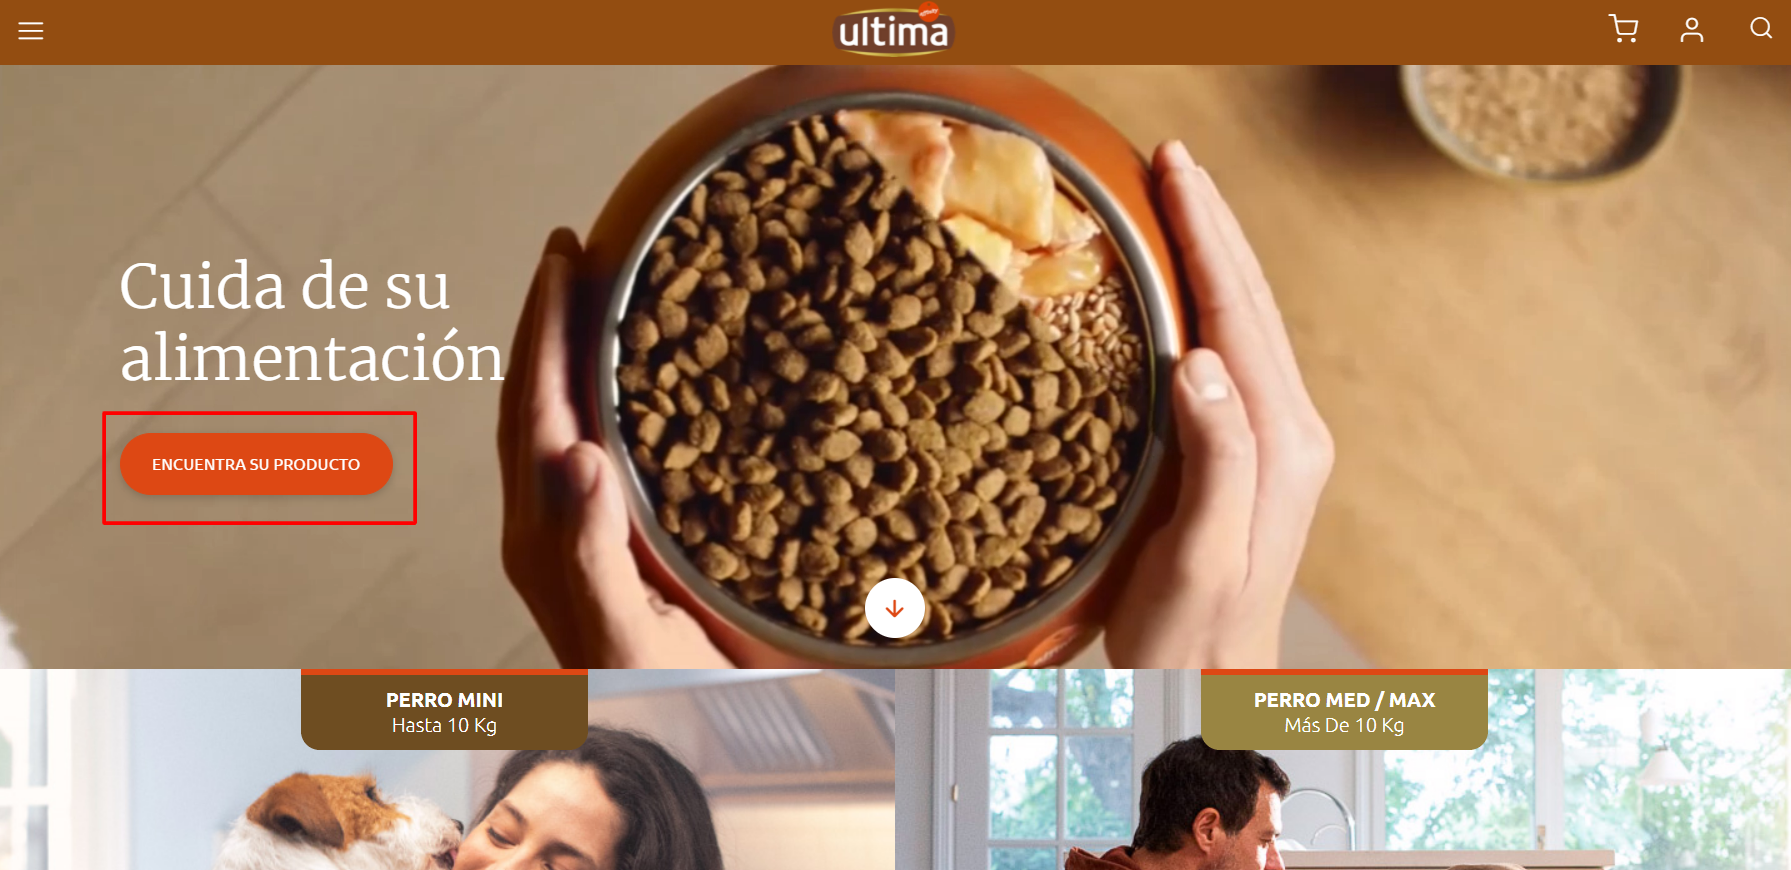 ultima
Cuida de su
alimentación
ENCUENTRA SU PRODUCTO
PERRO MINI
Hasta 10 Kg
PERRO MED / MAX
Más De 10 Kg